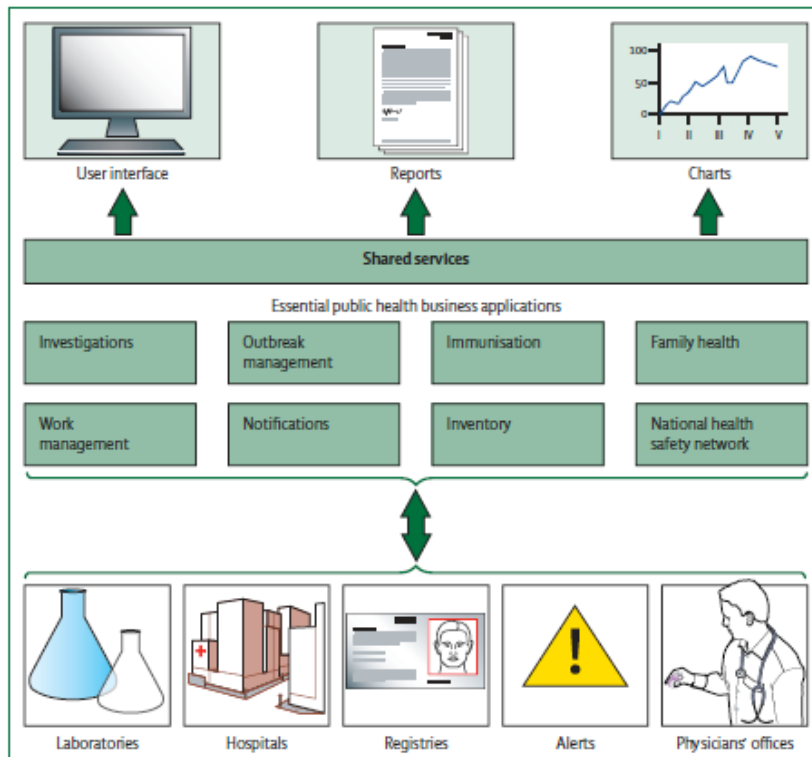 100
50
0
I II III IV V
User interface Reports Charts
Shared services
Essential public health business applications
Investigations Outbreak management Immunisation Family health
Work management Notifications Inventory National health safety network
Laboratories Hospitals Registries Alerts Physicians' offices